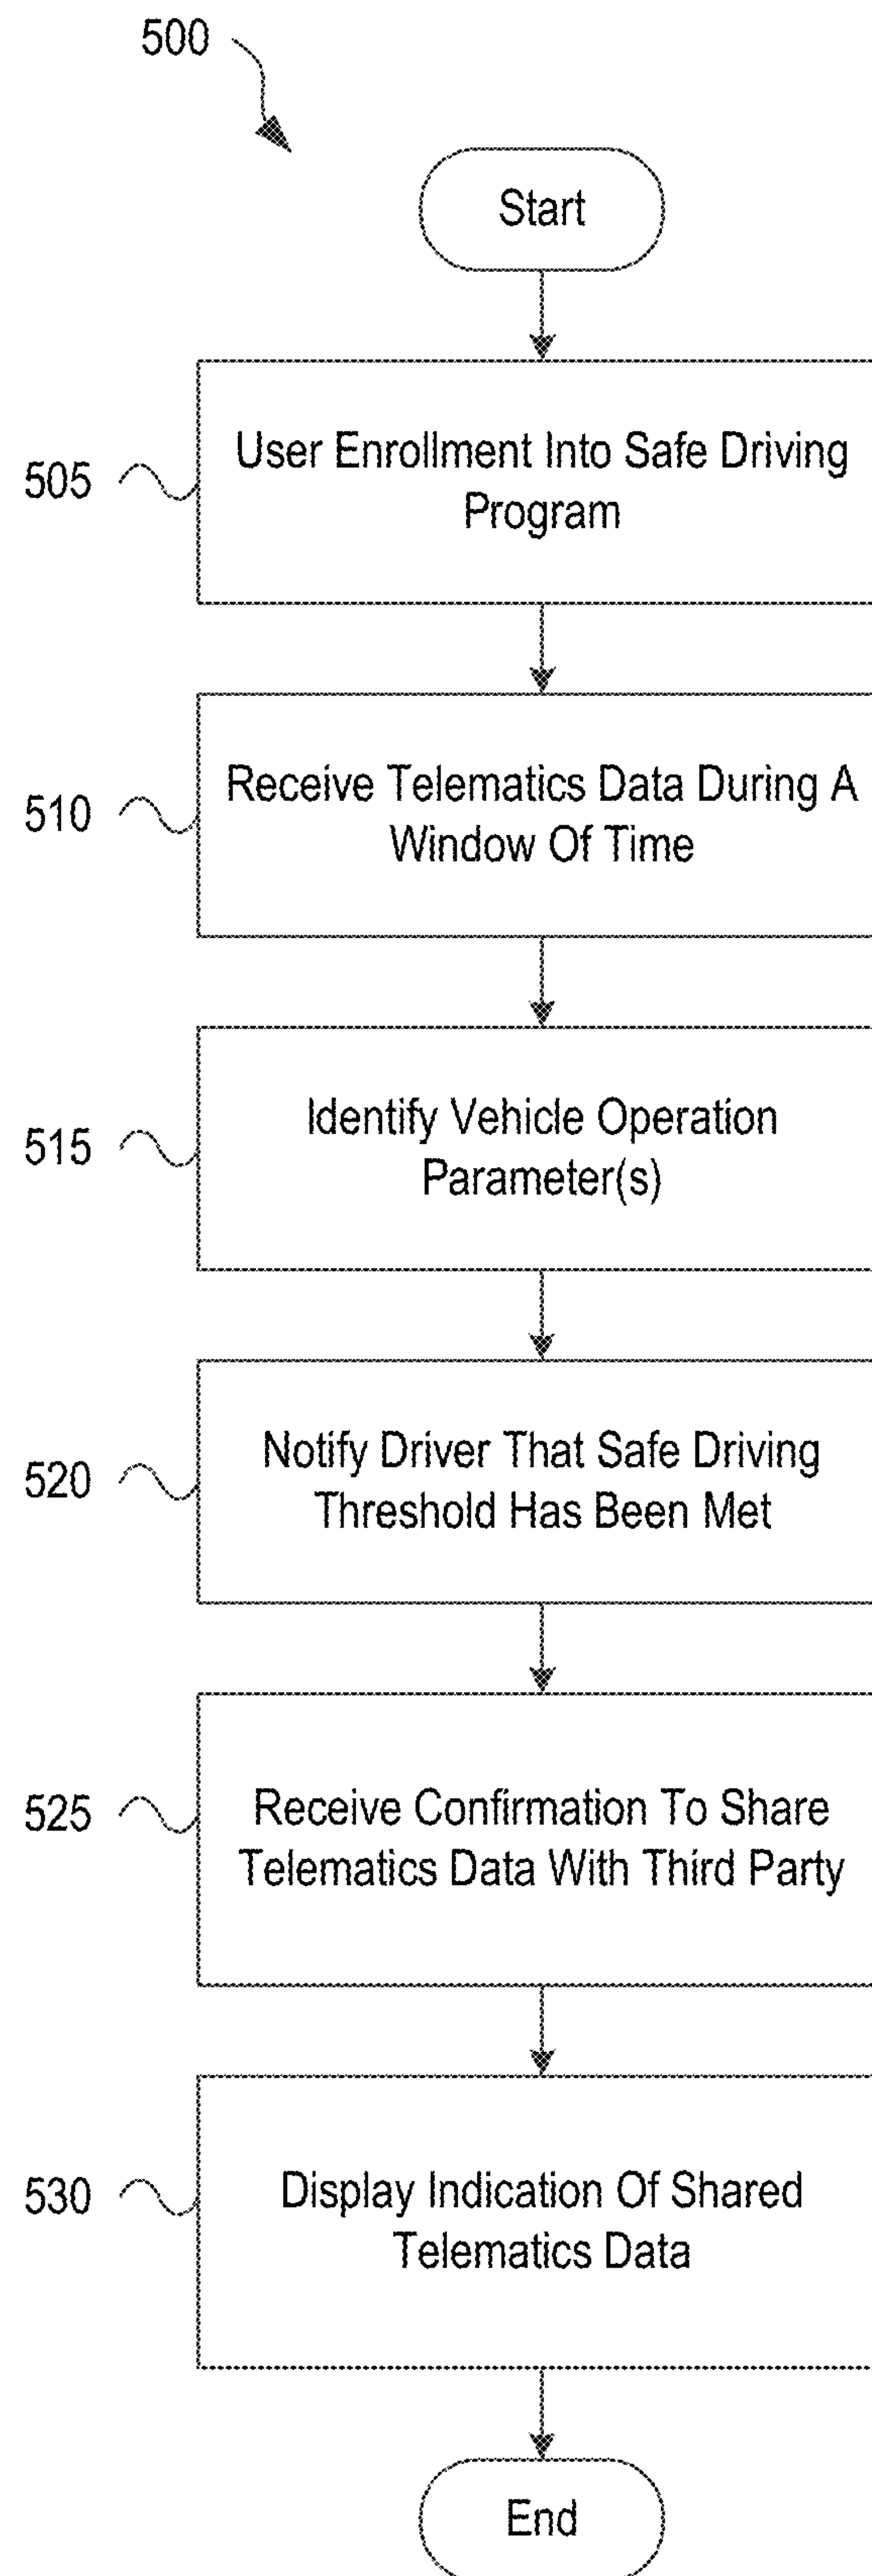 500
Start
505
User Enrollment Into Safe Driving
Program
510
Receive Telematics Data During A
Window Of Time
515
Identify Vehicle Operation
Parameter(s)
520
Notify Driver That Safe Driving
Threshold Has Been Met
525
Receive Confirmation To Share
Telematics Data With Third Party
530
Display Indication Of Shared
Telematics Data
End